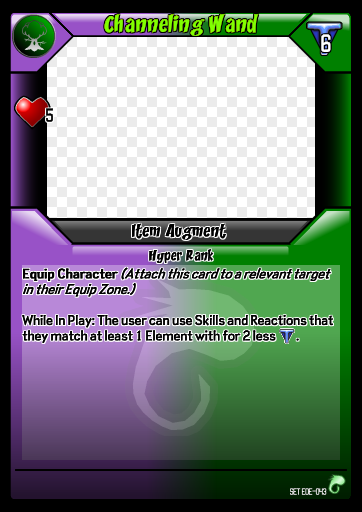 Channeling Wand
6
5
Item Augment
Hyper Rank
Equip Character (Attach this card to a relevant target
in their Equip Zone.)
While In Play: The user can use Skills and Reactions that
they match at least 1 Element with for 2 less .
SET EOE-043